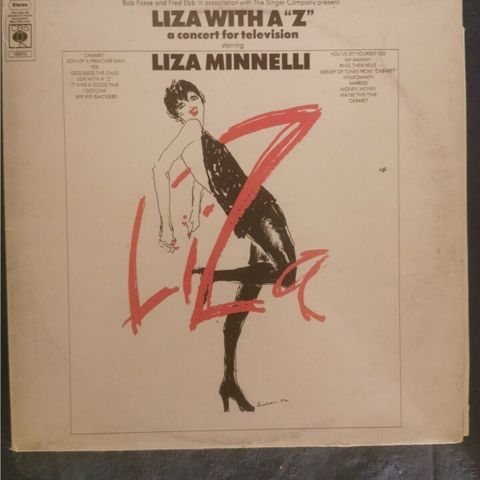 Stereo
CBS
Bob Fosse and Fred Ebb in association with The Singer Company present
LIZA WITH A "Z"
a concert for television
starring
LIZA MINNELLI
CABARET
SON OF A PREACHER MAN
YES
GOD BLESS THE CHILD
LIZA WITH A "Z"
IT WAS A GOOD TIME
I GOTCHA
BYE BYE BLACKBIRD
YOU'VE LET YOURSELF GO
MY MAMMY
RING THEM BELLS
MEDLEY OF TUNES FROM "CABARET"
WILLKOMMEN
MARRIED
MONEY, MONEY
MAYBE THIS TIME
CABARET
LiZa